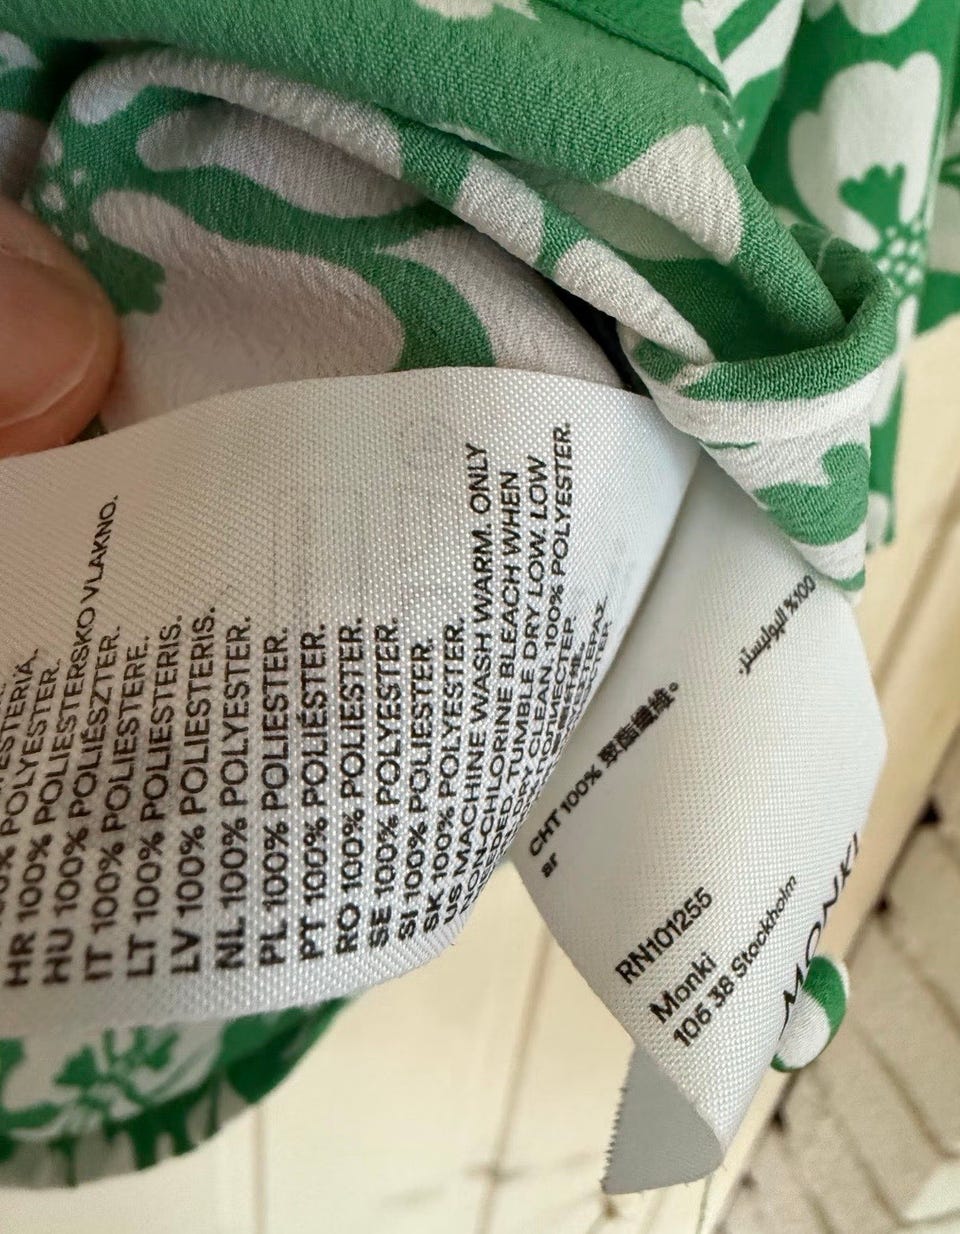 POLYESTER.
HR 100% POLIESTERSKO VLAKNO.
HU 100% POLIÉSZTER.
IT 100% POLIESTERE.
LT 100% POLIESTERIS.
LV 100% POLIESTERIS.
NL 100% POLYESTER.
PL 100% POLIESTER.
PT 100% POLIÉSTER.
RO 100% POLIESTER.
SE 100% POLYESTER.
SI 100% POLIESTER.
SK 100% POLYESTER.
US MACHINE WASH WARM. ONLY
NON-CHLORINE BLEACH WHEN
NEEDED. TUMBLE DRY LOW. LOW
DRY CLEAN. 100% POLYESTER.
CHT 100% 聚酯纖維。
ar
%100 البوليستر.
RN101255
Monki
106 38 Stockholm
MONKI